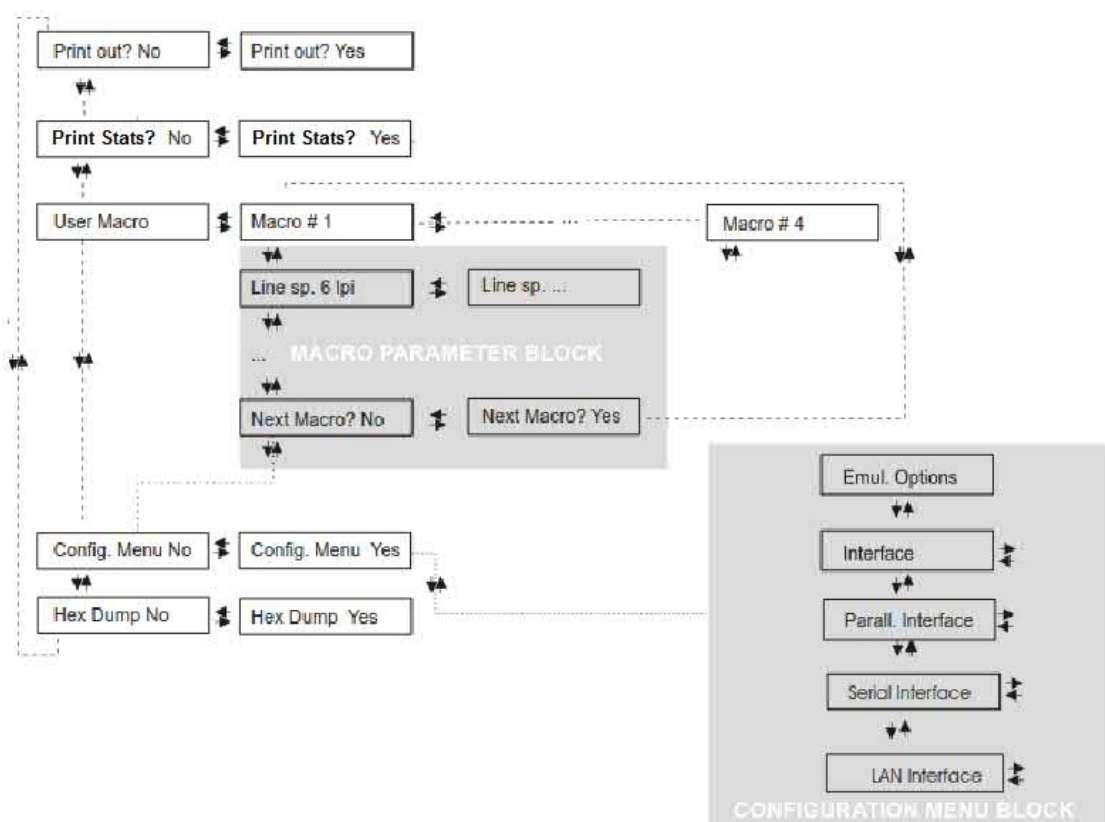 Print out? No
Print out? Yes
Print Stats? No
Print Stats? Yes
User Macro
Macro # 1
...
Macro # 4
Line sp. 6 lpi
Line sp. ...
... MACRO PARAMETER BLOCK
Next Macro? No
Next Macro? Yes
Emul. Options
Config. Menu No
Config. Menu Yes
Interface
Hex Dump No
Hex Dump Yes
Parall. Interface
Serial Interface
LAN Interface
CONFIGURATION MENU BLOCK